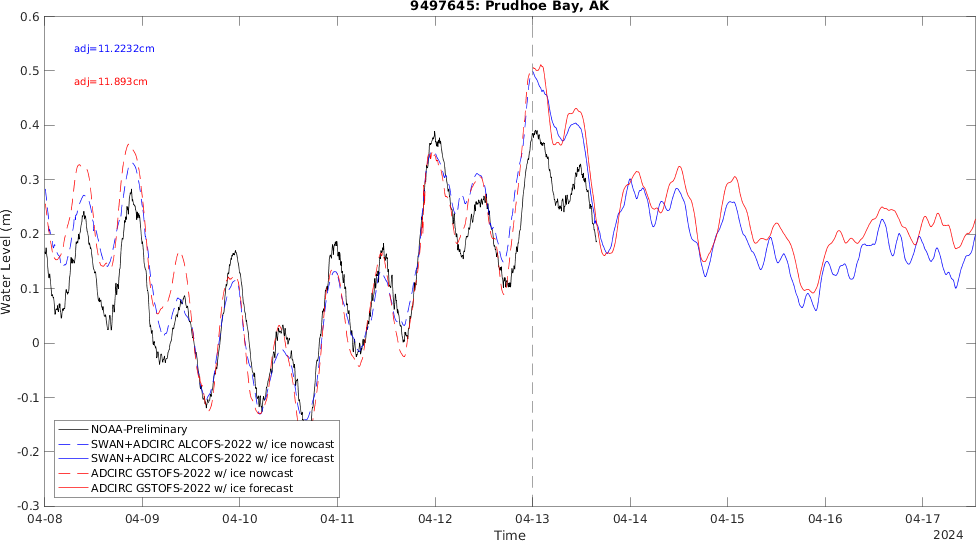 9497645: Prudhoe Bay, AK
adj=11.2232cm
adj=11.893cm
Water Level (m)
0.6
0.5
0.4
0.3
0.2
0.1
0
-0.1
-0.2
-0.3
NOAA-Preliminary
SWAN+ADCIRC ALCOFS-2022 w/ ice nowcast
SWAN+ADCIRC ALCOFS-2022 w/ ice forecast
ADCIRC GSTOFS-2022 w/ ice nowcast
ADCIRC GSTOFS-2022 w/ ice forecast
04-08 04-09 04-10 04-11 04-12 04-13 04-14 04-15 04-16 04-17
Time
2024